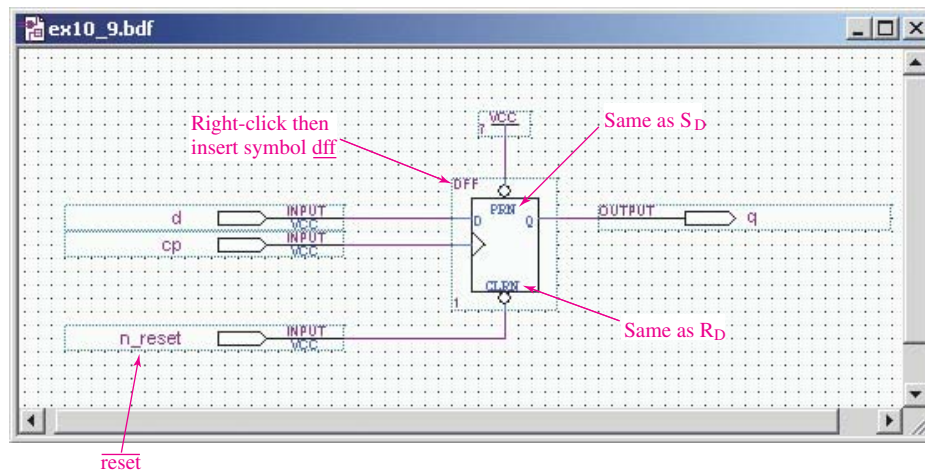 ex10_9.bdf
Right-click then
insert symbol dff
VCC
7
Same as SD
DFF
PRN
D
Q
d
INPUT
VCC
cp
INPUT
VCC
OUTPUT
q
CLRN
1
Same as RD
n_reset
INPUT
VCC
reset